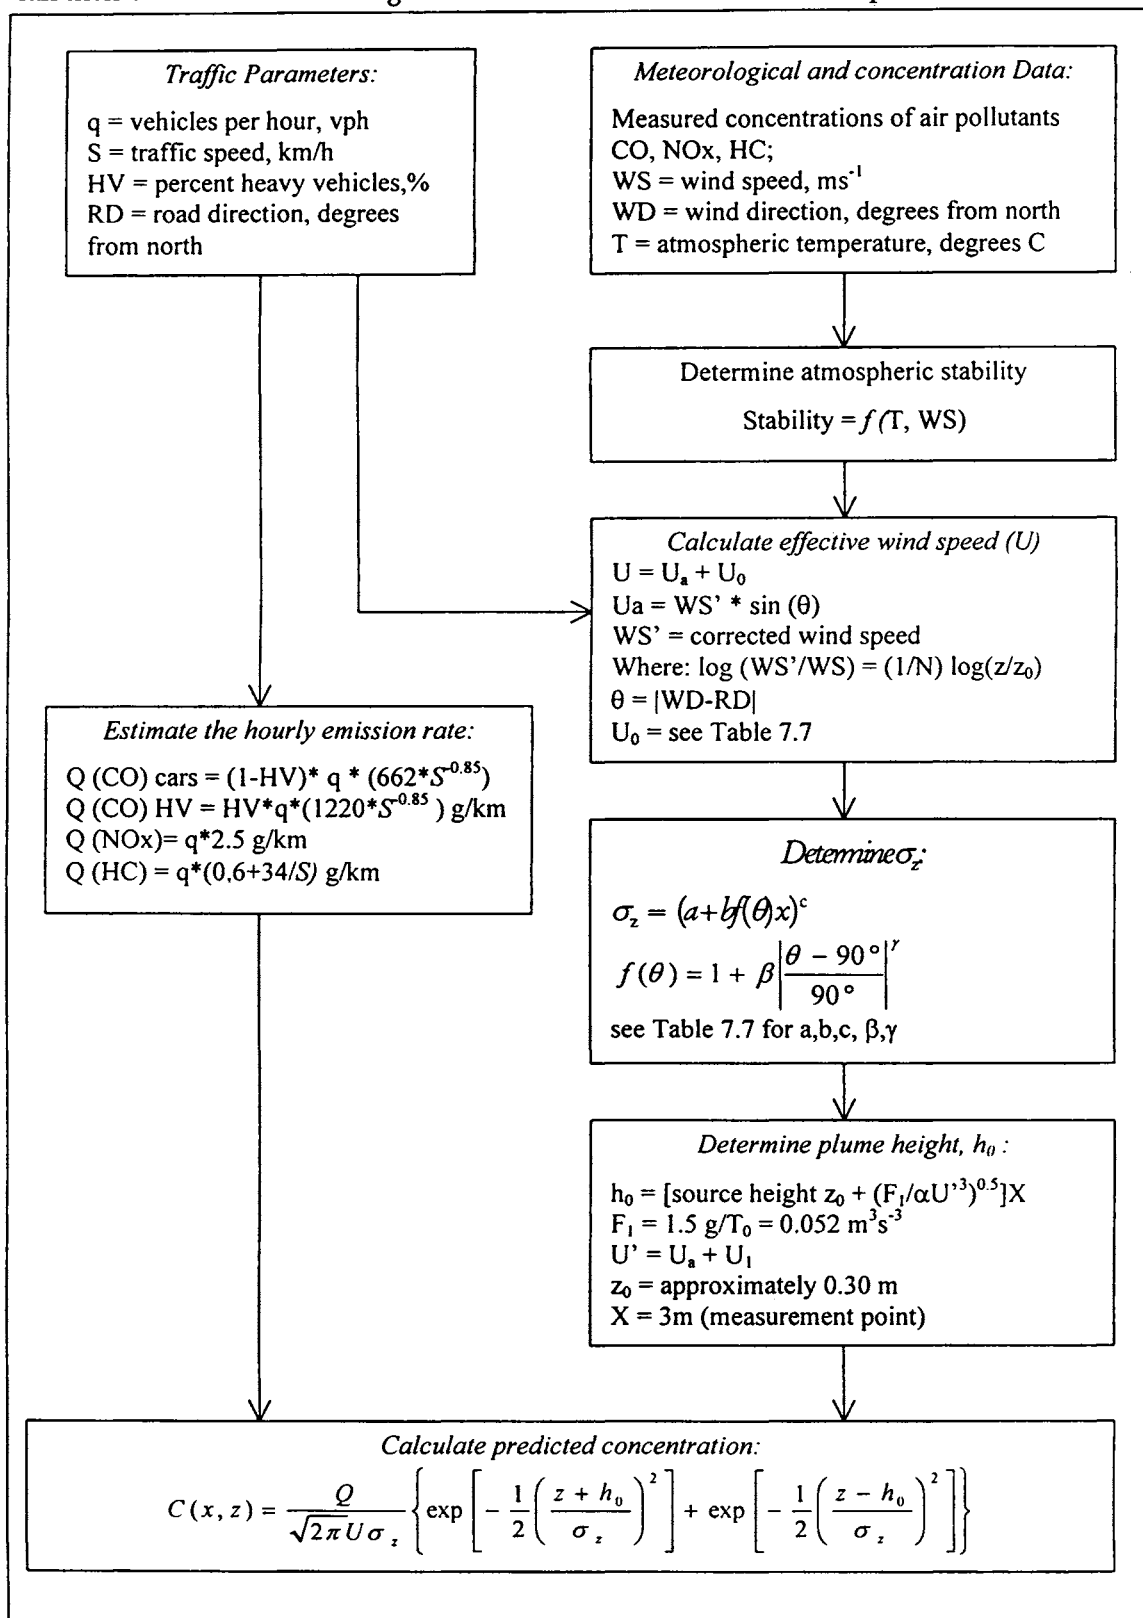 Traffic Parameters:
q = vehicles per hour, vph
S = traffic speed, km/h
HV = percent heavy vehicles,%
RD = road direction, degrees
from north
Meteorological and concentration Data:
Measured concentrations of air pollutants
CO, NOx, HC;
WS = wind speed, ms⁻¹
WD = wind direction, degrees from north
T = atmospheric temperature, degrees C
Determine atmospheric stability
Stability = f(T, WS)
Calculate effective wind speed (U)
U = Uₐ + U₀
Ua = WS’ * sin (θ)
WS’ = corrected wind speed
Where: log (WS’/WS) = (1/N) log(z/z₀)
θ = |WD-RD|
U₀ = see Table 7.7
Estimate the hourly emission rate:
Q (CO) cars = (1-HV)* q * (662*S^-0.85)
Q (CO) HV = HV*q*(1220*S^-0.85 ) g/km
Q (NOx)= q*2.5 g/km
Q (HC) = q*(0,6+34/S) g/km
Determine σ_z:
σ_z = (a+bf(θ)x)^c
f(θ) = 1 + β|(θ - 90°)/90°|^γ
see Table 7.7 for a,b,c, β,γ
Determine plume height, h₀ :
h₀ = [source height z₀ + (F₁/αU’³)^0.5]X
F₁ = 1.5 g/T₀ = 0.052 m³s⁻³
U’ = Uₐ + U₁
z₀ = approximately 0.30 m
X = 3m (measurement point)
Calculate predicted concentration:
C(x,z) = Q/(√2π U σ_z) {exp[-1/2((z + h₀)/σ_z)²] + exp[-1/2((z - h₀)/σ_z)²]}